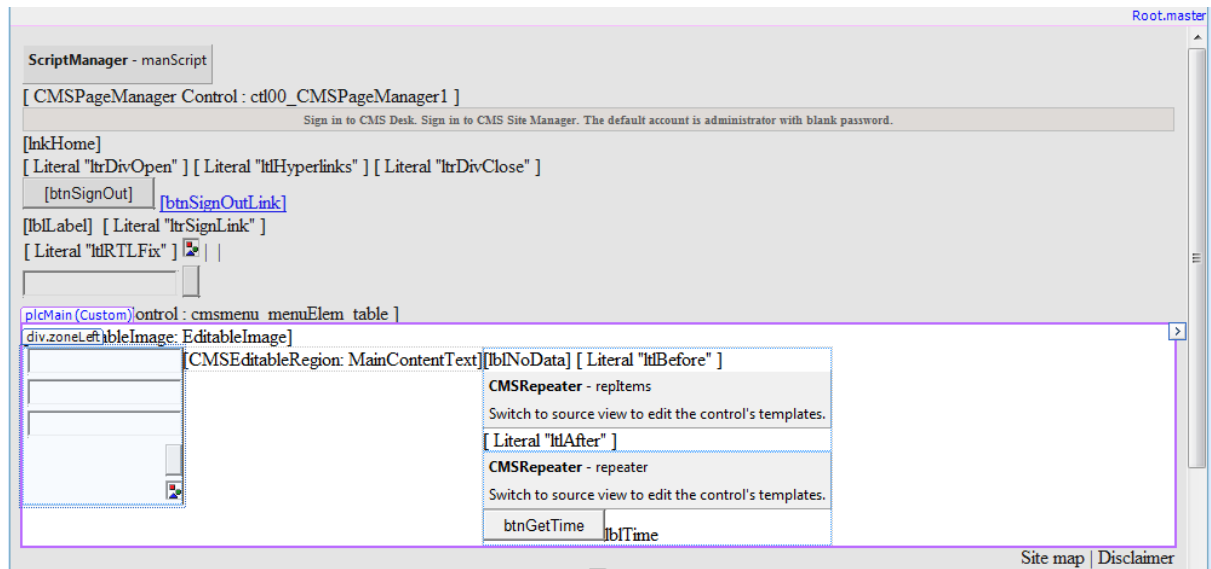 Root.master
ScriptManager - manScript
[ CMSPageManager Control : ctl00_CMSPageManager1 ]
Sign in to CMS Desk. Sign in to CMS Site Manager. The default account is administrator with blank password.
[lnkHome]
[ Literal "ltrDivOpen" ] [ Literal "ltlHyperlinks" ] [ Literal "ltrDivClose" ]
[btnSignOut] [btnSignOutLink]
[lblLabel] [ Literal "ltrSignLink" ]
[ Literal "ltlRTLFix" ] | |
plcMain (Custom) ontrol : cmsmenu_menuElem_table ]
div.zoneLeft ableImage: EditableImage]
[CMSEditableRegion: MainContentText] [lblNoData] [ Literal "ltlBefore" ]
CMSRepeater - repItems
Switch to source view to edit the control's templates.
[ Literal "ltlAfter" ]
CMSRepeater - repeater
Switch to source view to edit the control's templates.
btnGetTime lblTime
Site map | Disclaimer